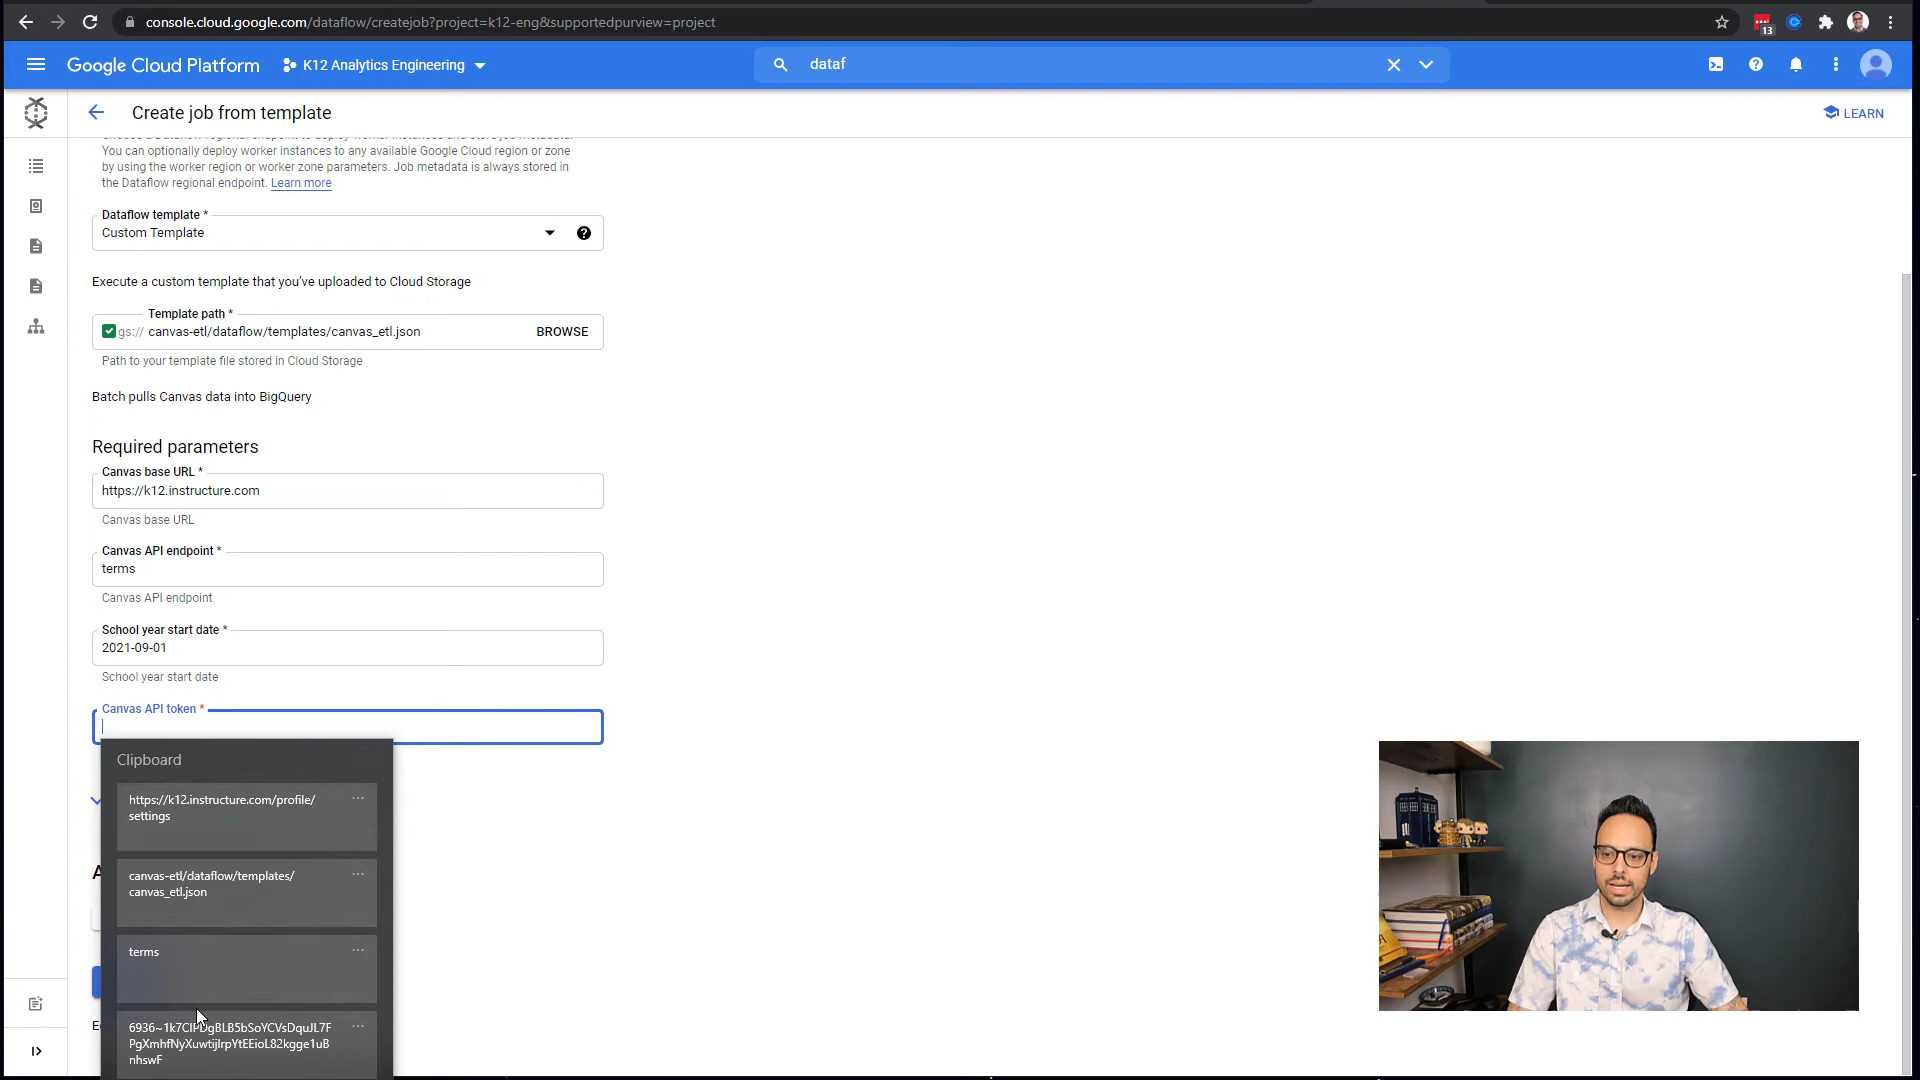 console.cloud.google.com/dataflow/createjob?project=k12-eng&supportedpurview=project
13
Google Cloud Platform
K12 Analytics Engineering
dataf
Create job from template
LEARN
You can optionally deploy worker instances to any available Google Cloud region or zone
by using the worker region or worker zone parameters. Job metadata is always stored in
the Dataflow regional endpoint. Learn more
Dataflow template *
Custom Template
Execute a custom template that you've uploaded to Cloud Storage
Template path *
gs:// canvas-etl/dataflow/templates/canvas_etl.json
BROWSE
Path to your template file stored in Cloud Storage
Batch pulls Canvas data into BigQuery
Required parameters
Canvas base URL *
https://k12.instructure.com
Canvas base URL
Canvas API endpoint *
terms
Canvas API endpoint
School year start date *
2021-09-01
School year start date
Canvas API token *
Clipboard
https://k12.instructure.com/profile/
settings
canvas-etl/dataflow/templates/
canvas_etl.json
terms